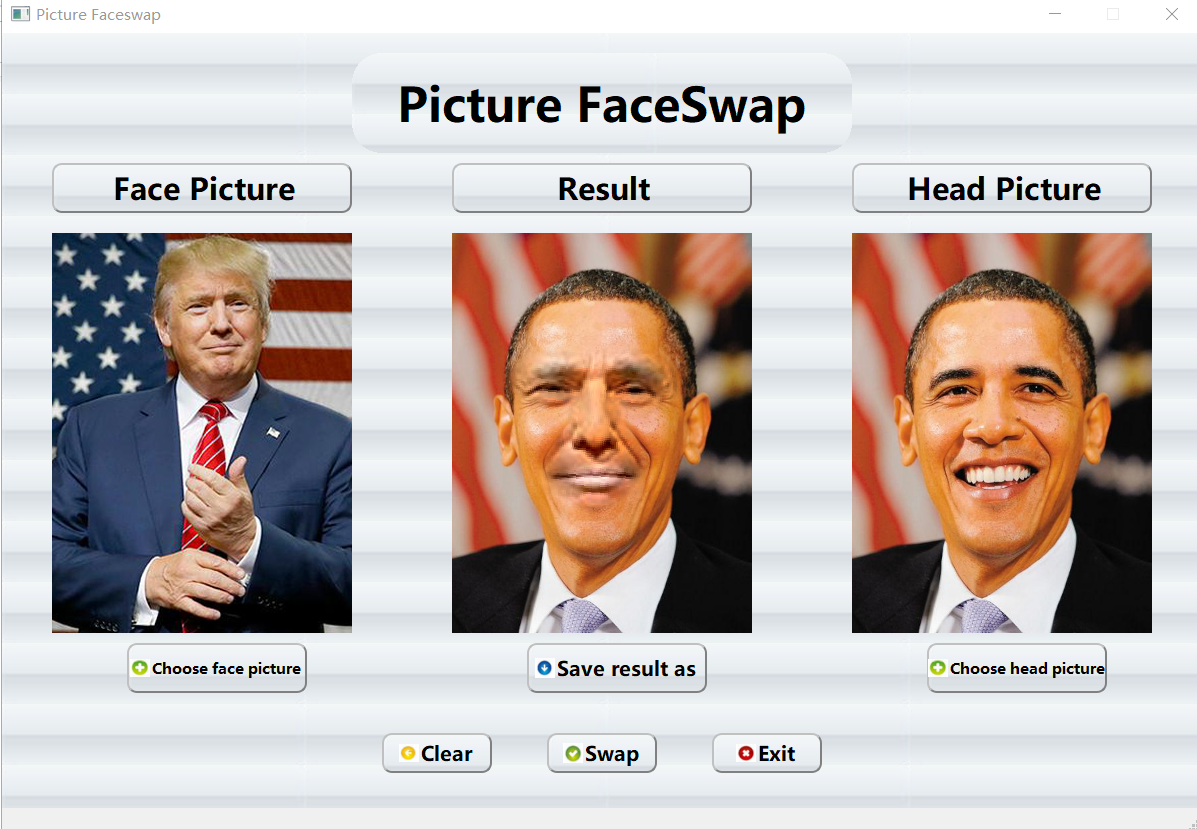 Picture Faceswap
Picture FaceSwap
Face Picture
Result
Head Picture
Choose face picture
Save result as
Choose head picture
Clear
Swap
Exit